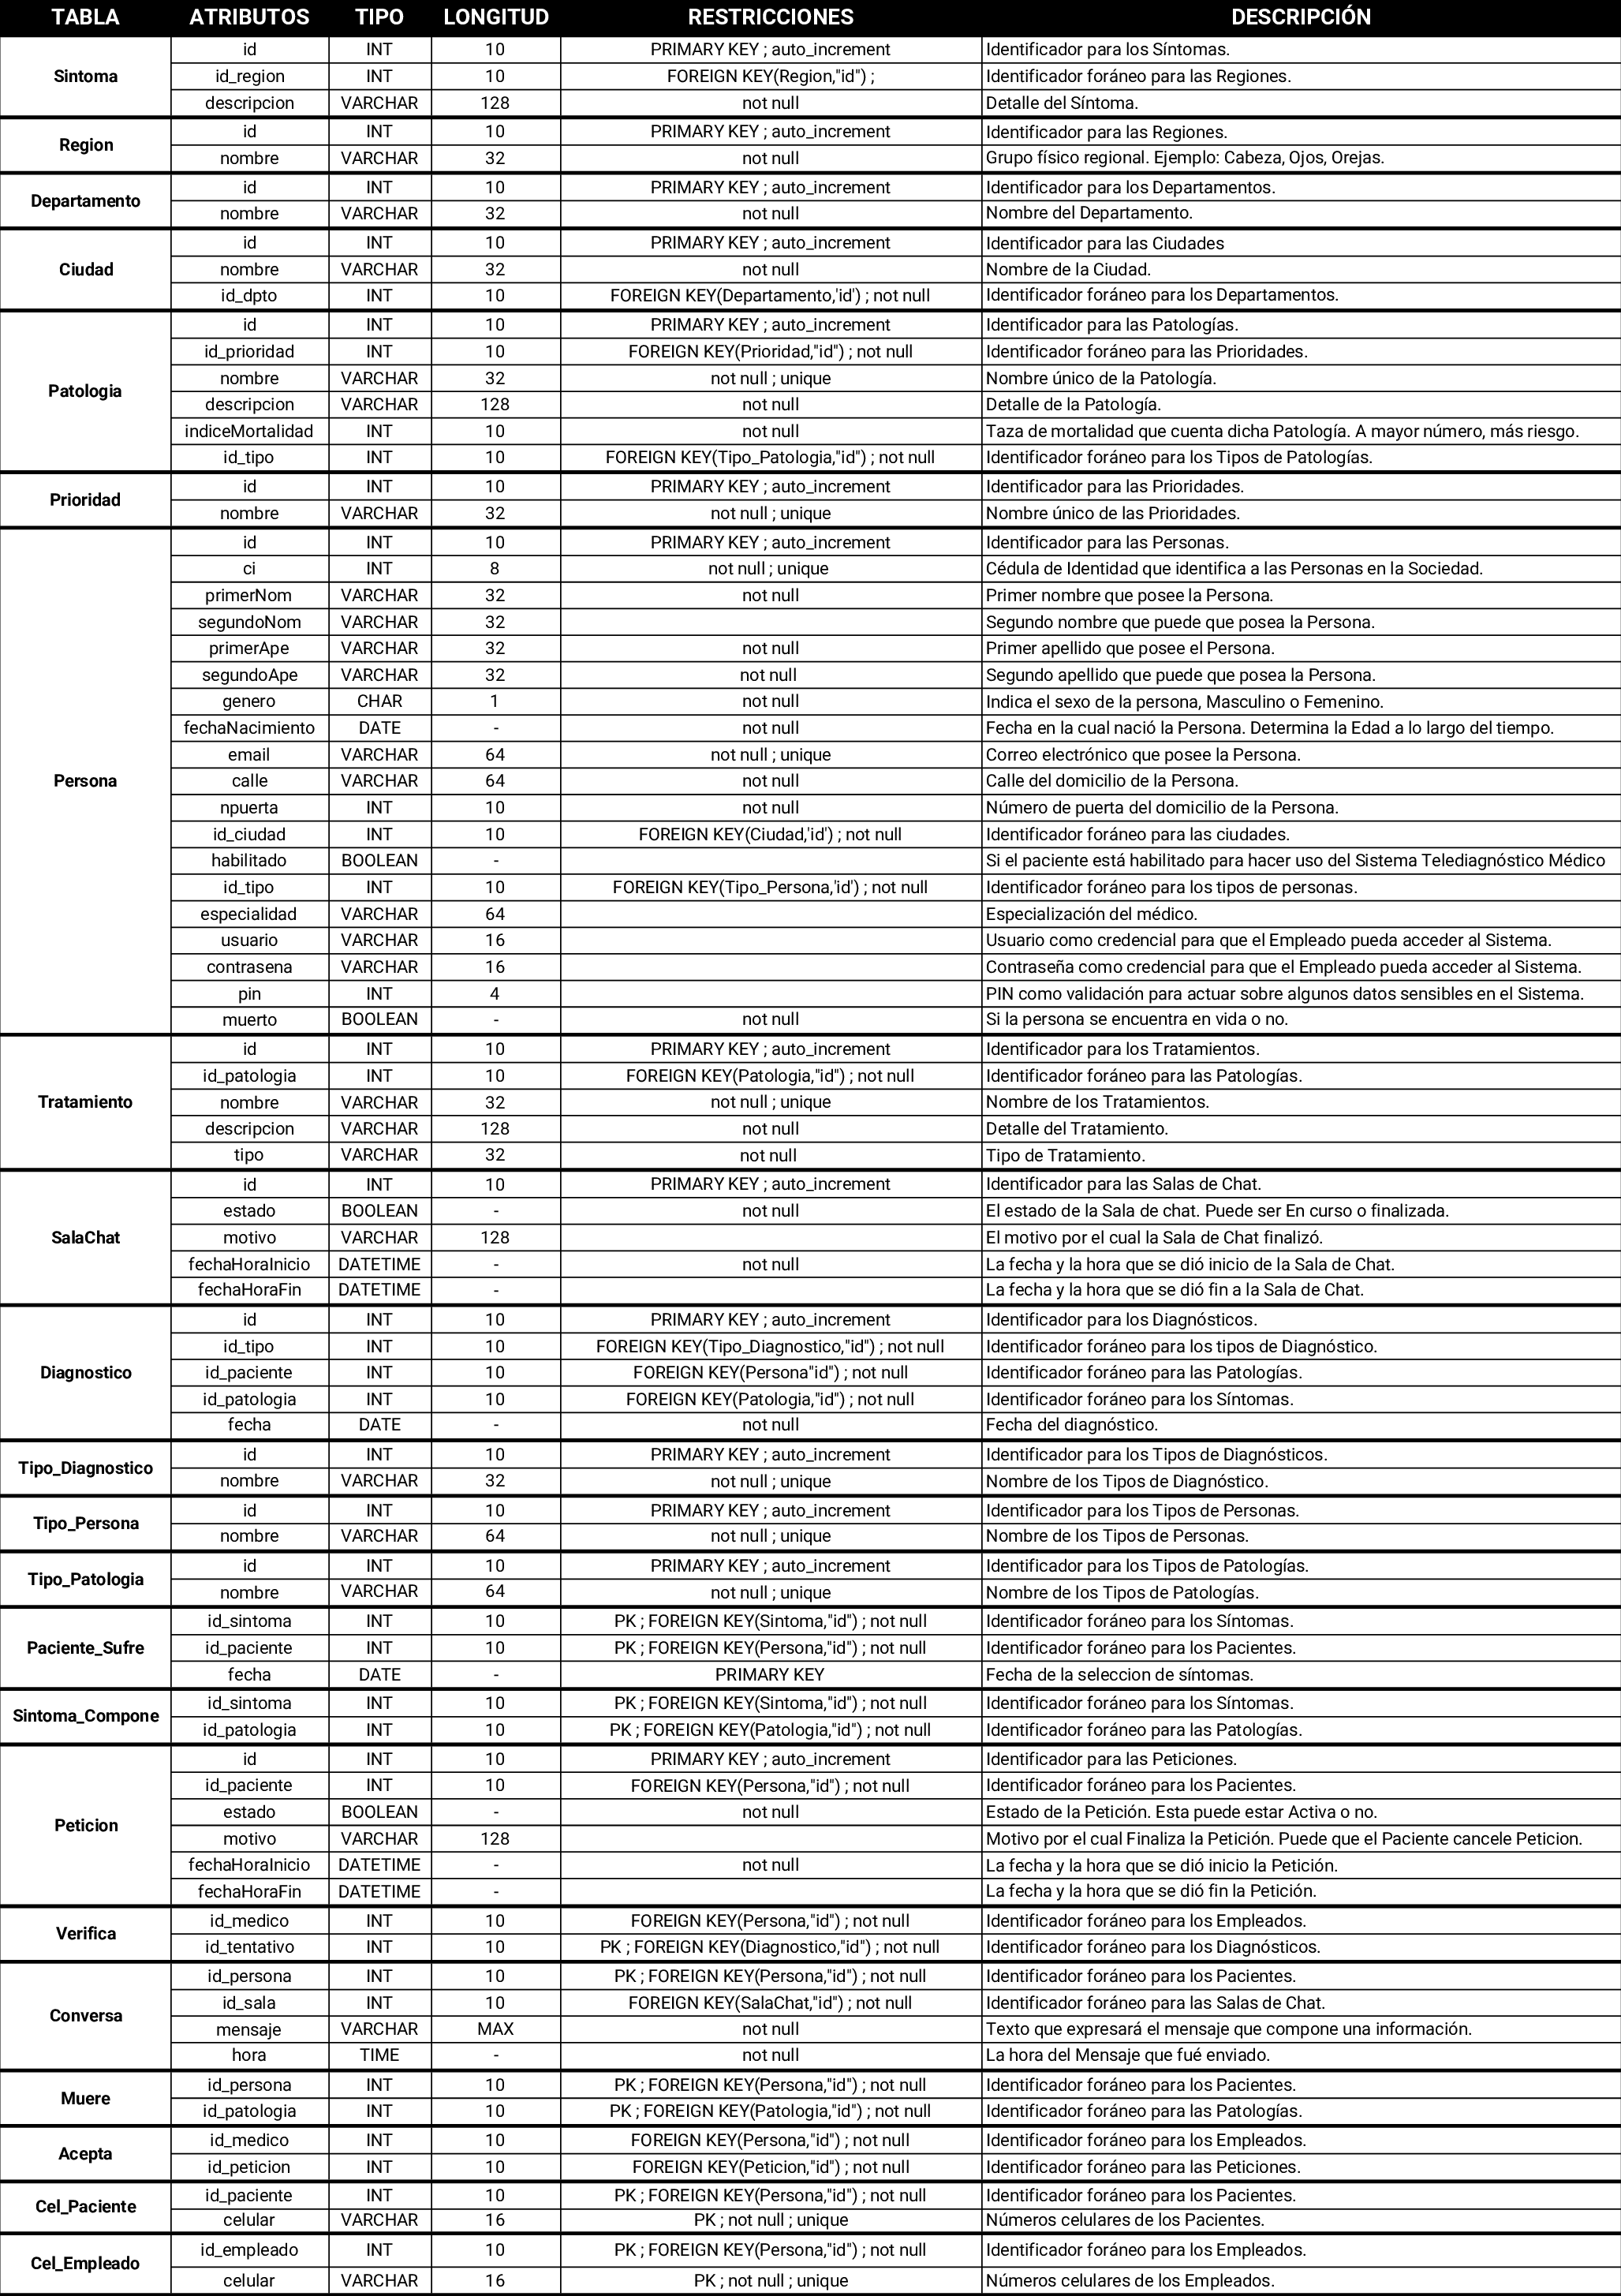 TABLA ATRIBUTOS TIPO LONGITUD RESTRICCIONES DESCRIPCIÓN
Sintoma
id INT 10 PRIMARY KEY ; auto_increment Identificador para los Síntomas.
id_region INT 10 FOREIGN KEY(Region,"id") ; Identificador foráneo para las Regiones.
descripcion VARCHAR 128 not null Detalle del Síntoma.
Region
id INT 10 PRIMARY KEY ; auto_increment Identificador para las Regiones.
nombre VARCHAR 32 not null Grupo físico regional. Ejemplo: Cabeza, Ojos, Orejas.
Departamento
id INT 10 PRIMARY KEY ; auto_increment Identificador para los Departamentos.
nombre VARCHAR 32 not null Nombre del Departamento.
Ciudad
id INT 10 PRIMARY KEY ; auto_increment Identificador para las Ciudades
nombre VARCHAR 32 not null Nombre de la Ciudad.
id_dpto INT 10 FOREIGN KEY(Departamento,'id') ; not null Identificador foráneo para los Departamentos.
Patologia
id INT 10 PRIMARY KEY ; auto_increment Identificador para las Patologías.
id_prioridad INT 10 FOREIGN KEY(Prioridad,"id") ; not null Identificador foráneo para las Prioridades.
nombre VARCHAR 32 not null ; unique Nombre único de la Patología.
descripcion VARCHAR 128 not null Detalle de la Patología.
indiceMortalidad INT 10 not null Taza de mortalidad que cuenta dicha Patología. A mayor número, más riesgo.
id_tipo INT 10 FOREIGN KEY(Tipo_Patologia,"id") ; not null Identificador foráneo para los Tipos de Patologías.
Prioridad
id INT 10 PRIMARY KEY ; auto_increment Identificador para las Prioridades.
nombre VARCHAR 32 not null ; unique Nombre único de las Prioridades.
Persona
id INT 10 PRIMARY KEY ; auto_increment Identificador para las Personas.
ci INT 8 not null ; unique Cédula de Identidad que identifica a las Personas en la Sociedad.
primerNom VARCHAR 32 not null Primer nombre que posee la Persona.
segundoNom VARCHAR 32 Segundo nombre que puede que posea la Persona.
primerApe VARCHAR 32 not null Primer apellido que posee el Persona.
segundoApe VARCHAR 32 not null Segundo apellido que puede que posea la Persona.
genero CHAR 1 not null Indica el sexo de la persona, Masculino o Femenino.
fechaNacimiento DATE - not null Fecha en la cual nació la Persona. Determina la Edad a lo largo del tiempo.
email VARCHAR 64 not null ; unique Correo electrónico que posee la Persona.
calle VARCHAR 64 not null Calle del domicilio de la Persona.
npuerta INT 10 not null Número de puerta del domicilio de la Persona.
id_ciudad INT 10 FOREIGN KEY(Ciudad,'id') ; not null Identificador foráneo para las ciudades.
habilitado BOOLEAN - Si el paciente está habilitado para hacer uso del Sistema Telediagnóstico Médico
id_tipo INT 10 FOREIGN KEY(Tipo_Persona,'id') ; not null Identificador foráneo para los tipos de personas.
especialidad VARCHAR 64 Especialización del médico.
usuario VARCHAR 16 Usuario como credencial para que el Empleado pueda acceder al Sistema.
contrasena VARCHAR 16 Contraseña como credencial para que el Empleado pueda acceder al Sistema.
pin INT 4 PIN como validación para actuar sobre algunos datos sensibles en el Sistema.
muerto BOOLEAN - not null Si la persona se encuentra en vida o no.
Tratamiento
id INT 10 PRIMARY KEY ; auto_increment Identificador para los Tratamientos.
id_patologia INT 10 FOREIGN KEY(Patologia,"id") ; not null Identificador foráneo para las Patologías.
nombre VARCHAR 32 not null ; unique Nombre de los Tratamientos.
descripcion VARCHAR 128 not null Detalle del Tratamiento.
tipo VARCHAR 32 not null Tipo de Tratamiento.
SalaChat
id INT 10 PRIMARY KEY ; auto_increment Identificador para las Salas de Chat.
estado BOOLEAN - not null El estado de la Sala de chat. Puede ser En curso o finalizada.
motivo VARCHAR 128 El motivo por el cual la Sala de Chat finalizó.
fechaHoraInicio DATETIME - not null La fecha y la hora que se dió inicio de la Sala de Chat.
fechaHoraFin DATETIME - La fecha y la hora que se dió fin a la Sala de Chat.
Diagnostico
id INT 10 PRIMARY KEY ; auto_increment Identificador para los Diagnósticos.
id_tipo INT 10 FOREIGN KEY(Tipo_Diagnostico,"id") ; not null Identificador foráneo para los tipos de Diagnóstico.
id_paciente INT 10 FOREIGN KEY(Persona"id") ; not null Identificador foráneo para las Patologías.
id_patologia INT 10 FOREIGN KEY(Patologia,"id") ; not null Identificador foráneo para los Síntomas.
fecha DATE - not null Fecha del diagnóstico.
Tipo_Diagnostico
id INT 10 PRIMARY KEY ; auto_increment Identificador para los Tipos de Diagnósticos.
nombre VARCHAR 32 not null ; unique Nombre de los Tipos de Diagnóstico.
Tipo_Persona
id INT 10 PRIMARY KEY ; auto_increment Identificador para los Tipos de Personas.
nombre VARCHAR 64 not null ; unique Nombre de los Tipos de Personas.
Tipo_Patologia
id INT 10 PRIMARY KEY ; auto_increment Identificador para los Tipos de Patologías.
nombre VARCHAR 64 not null ; unique Nombre de los Tipos de Patologías.
Paciente_Sufre
id_sintoma INT 10 PK ; FOREIGN KEY(Sintoma,"id") ; not null Identificador foráneo para los Síntomas.
id_paciente INT 10 PK ; FOREIGN KEY(Persona,"id") ; not null Identificador foráneo para los Pacientes.
fecha DATE - PRIMARY KEY Fecha de la seleccion de síntomas.
Sintoma_Compone
id_sintoma INT 10 PK ; FOREIGN KEY(Sintoma,"id") ; not null Identificador foráneo para los Síntomas.
id_patologia INT 10 PK ; FOREIGN KEY(Patologia,"id") ; not null Identificador foráneo para las Patologías.
Peticion
id INT 10 PRIMARY KEY ; auto_increment Identificador para las Peticiones.
id_paciente INT 10 FOREIGN KEY(Persona,"id") ; not null Identificador foráneo para los Pacientes.
estado BOOLEAN - not null Estado de la Petición. Esta puede estar Activa o no.
motivo VARCHAR 128 Motivo por el cual Finaliza la Petición. Puede que el Paciente cancele Peticion.
fechaHoraInicio DATETIME - not null La fecha y la hora que se dió inicio la Petición.
fechaHoraFin DATETIME - La fecha y la hora que se dió fin la Petición.
Verifica
id_medico INT 10 FOREIGN KEY(Persona,"id") ; not null Identificador foráneo para los Empleados.
id_tentativo INT 10 PK ; FOREIGN KEY(Diagnostico,"id") ; not null Identificador foráneo para los Diagnósticos.
Conversa
id_persona INT 10 PK ; FOREIGN KEY(Persona,"id") ; not null Identificador foráneo para los Pacientes.
id_sala INT 10 FOREIGN KEY(SalaChat,"id") ; not null Identificador foráneo para las Salas de Chat.
mensaje VARCHAR MAX not null Texto que expresará el mensaje que compone una información.
hora TIME - not null La hora del Mensaje que fué enviado.
Muere
id_persona INT 10 PK ; FOREIGN KEY(Persona,"id") ; not null Identificador foráneo para los Pacientes.
id_patologia INT 10 PK ; FOREIGN KEY(Patologia,"id") ; not null Identificador foráneo para las Patologías.
Acepta
id_medico INT 10 FOREIGN KEY(Persona,"id") ; not null Identificador foráneo para los Empleados.
id_peticion INT 10 FOREIGN KEY(Peticion,"id") ; not null Identificador foráneo para las Peticiones.
Cel_Paciente
id_paciente INT 10 PK ; FOREIGN KEY(Persona,"id") ; not null Identificador foráneo para los Pacientes.
celular VARCHAR 16 PK ; not null ; unique Números celulares de los Pacientes.
Cel_Empleado
id_empleado INT 10 PK ; FOREIGN KEY(Persona,"id") ; not null Identificador foráneo para los Empleados.
celular VARCHAR 16 PK ; not null ; unique Números celulares de los Empleados.